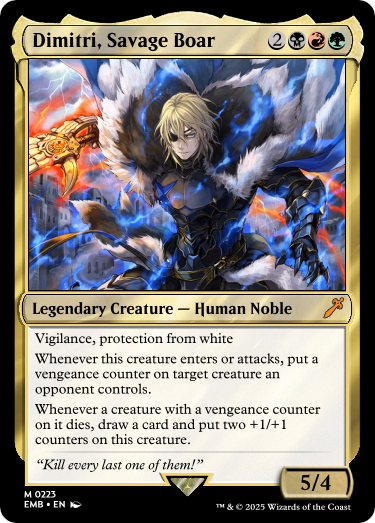 Dimitri, Savage Boar 2
Legendary Creature — Human Noble
Vigilance, protection from white
Whenever this creature enters or attacks, put a
vengeance counter on target creature an
opponent controls.
Whenever a creature with a vengeance counter
on it dies, draw a card and put two +1/+1
counters on this creature.
“Kill every last one of them!”
5/4
M 0223
EMB • EN
™ & © 2025 Wizards of the Coast